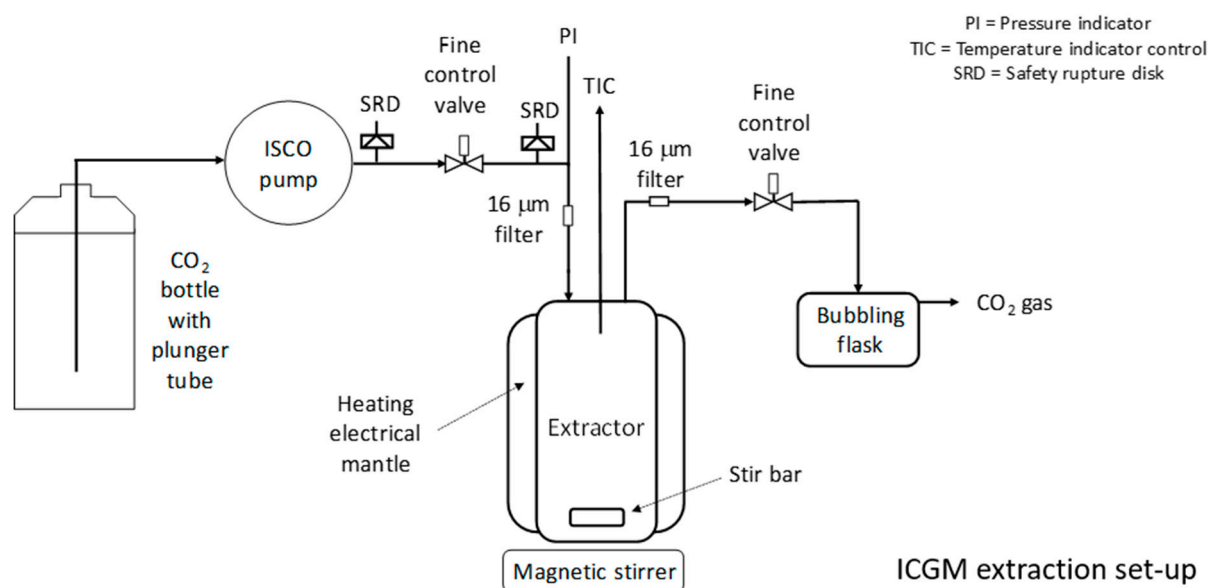 PI = Pressure indicator
TIC = Temperature indicator control
SRD = Safety rupture disk
PI
Fine
control
valve
TIC
SRD
SRD
Fine
control
valve
ISCO
pump
16 μm
filter
16 μm
filter
CO₂
bottle
with
plunger
tube
Bubbling
flask
CO₂ gas
Heating
electrical
mantle
Extractor
Stir bar
Magnetic stirrer
ICGM extraction set-up